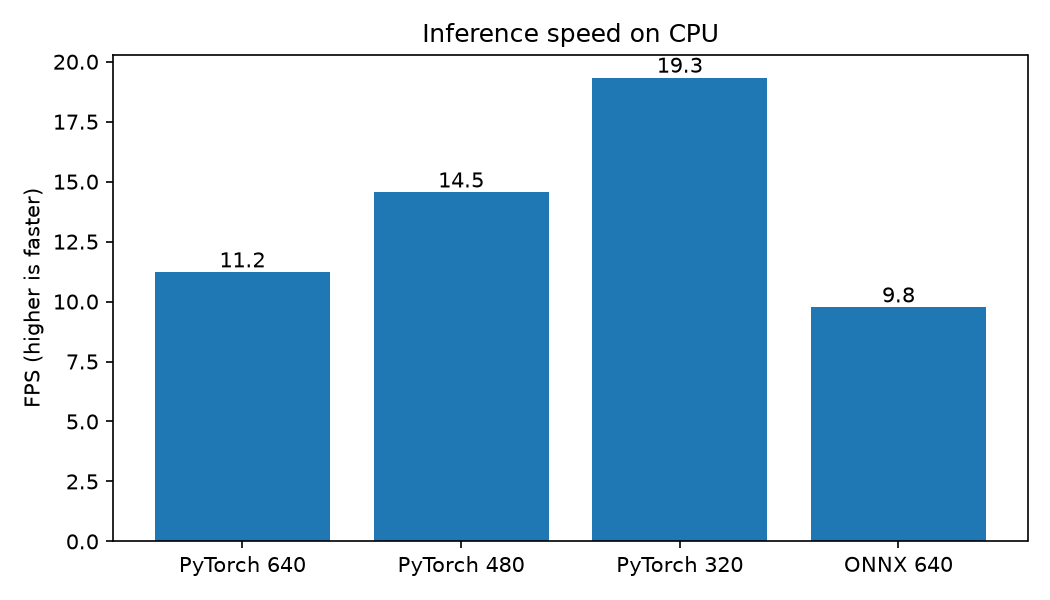 Inference speed on CPU
FPS (higher is faster)
20.0
17.5
15.0
12.5
10.0
7.5
5.0
2.5
0.0
11.2
14.5
19.3
9.8
PyTorch 640
PyTorch 480
PyTorch 320
ONNX 640